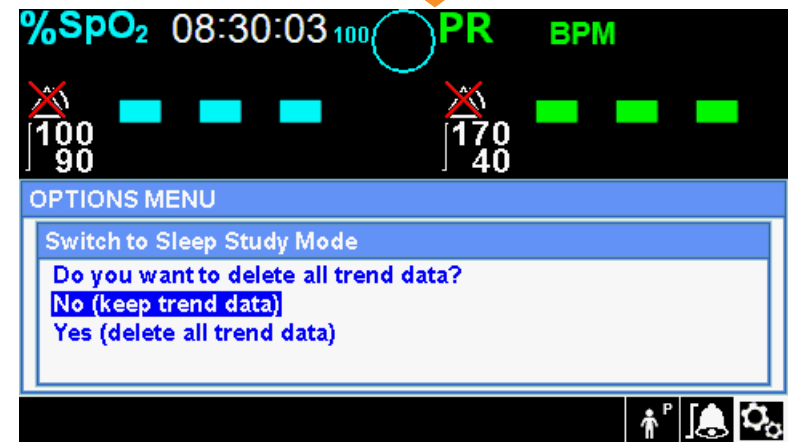 %SpO₂ 08:30:03 100 PR BPM
100 170
90 40
OPTIONS MENU
Switch to Sleep Study Mode
Do you want to delete all trend data?
No (keep trend data)
Yes (delete all trend data)
P